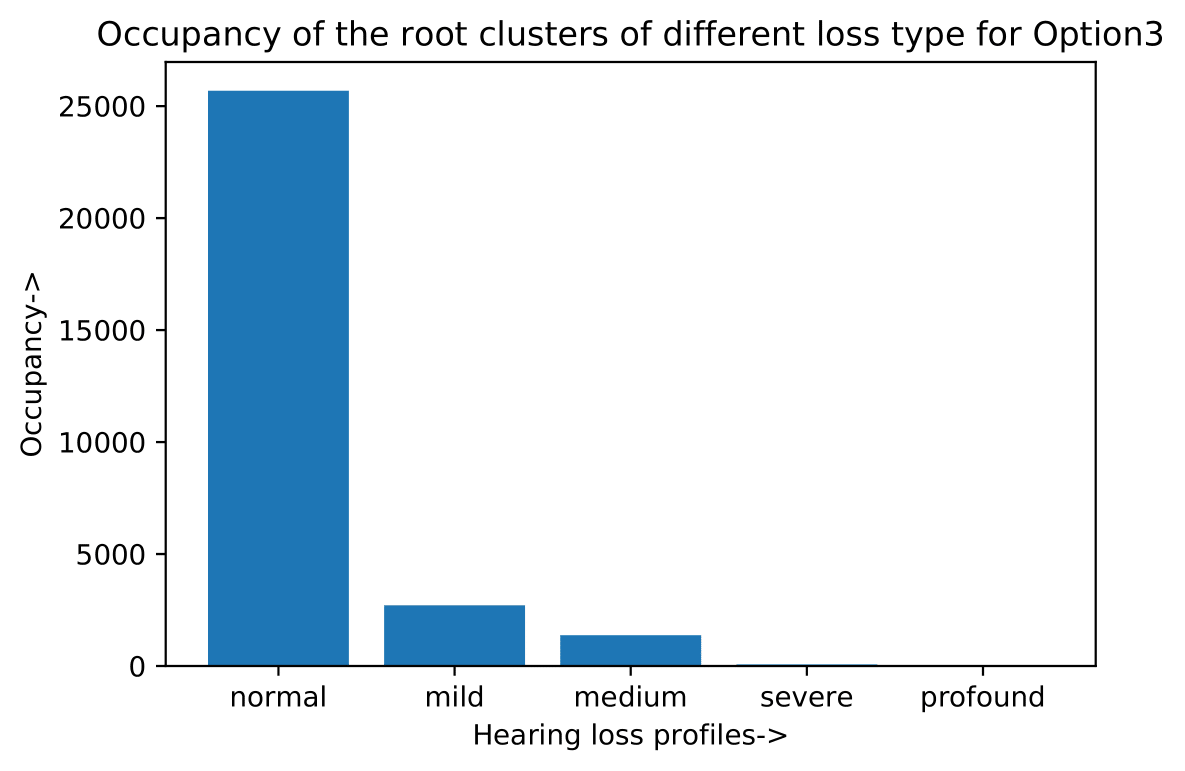 Occupancy of the root clusters of different loss type for Option3
Occupancy->
25000
20000
15000
10000
5000
0
normal mild medium severe profound
Hearing loss profiles->